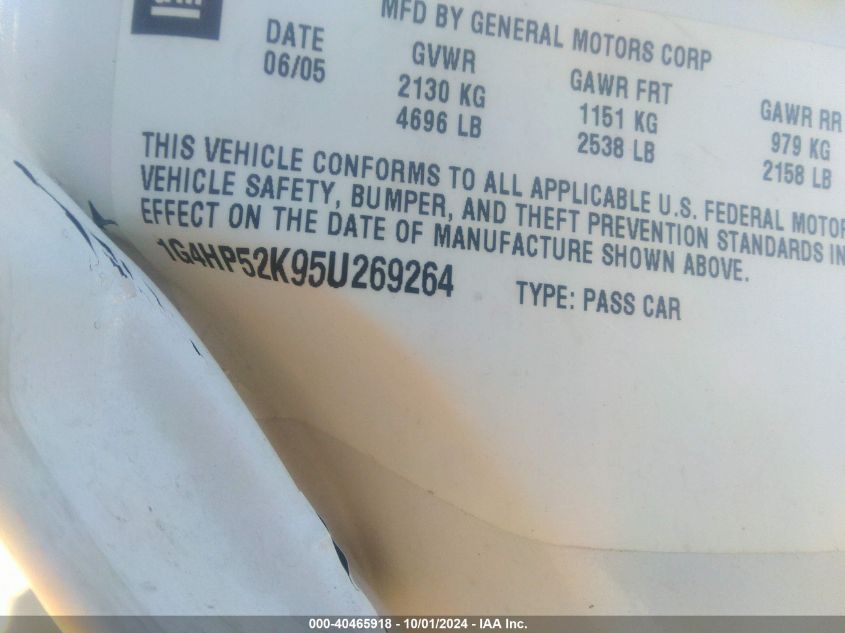 GM
MFD BY GENERAL MOTORS CORP
DATE GVWR GAWR FRT GAWR RR
06/05 2130 KG 1151 KG 979 KG
4696 LB 2538 LB 2158 LB
THIS VEHICLE CONFORMS TO ALL APPLICABLE U.S. FEDERAL MOTOR
VEHICLE SAFETY, BUMPER, AND THEFT PREVENTION STANDARDS IN
EFFECT ON THE DATE OF MANUFACTURE SHOWN ABOVE.
1G4HP52K95U269264 TYPE: PASS CAR
000-40465918 - 10/01/2024 - IAA Inc.